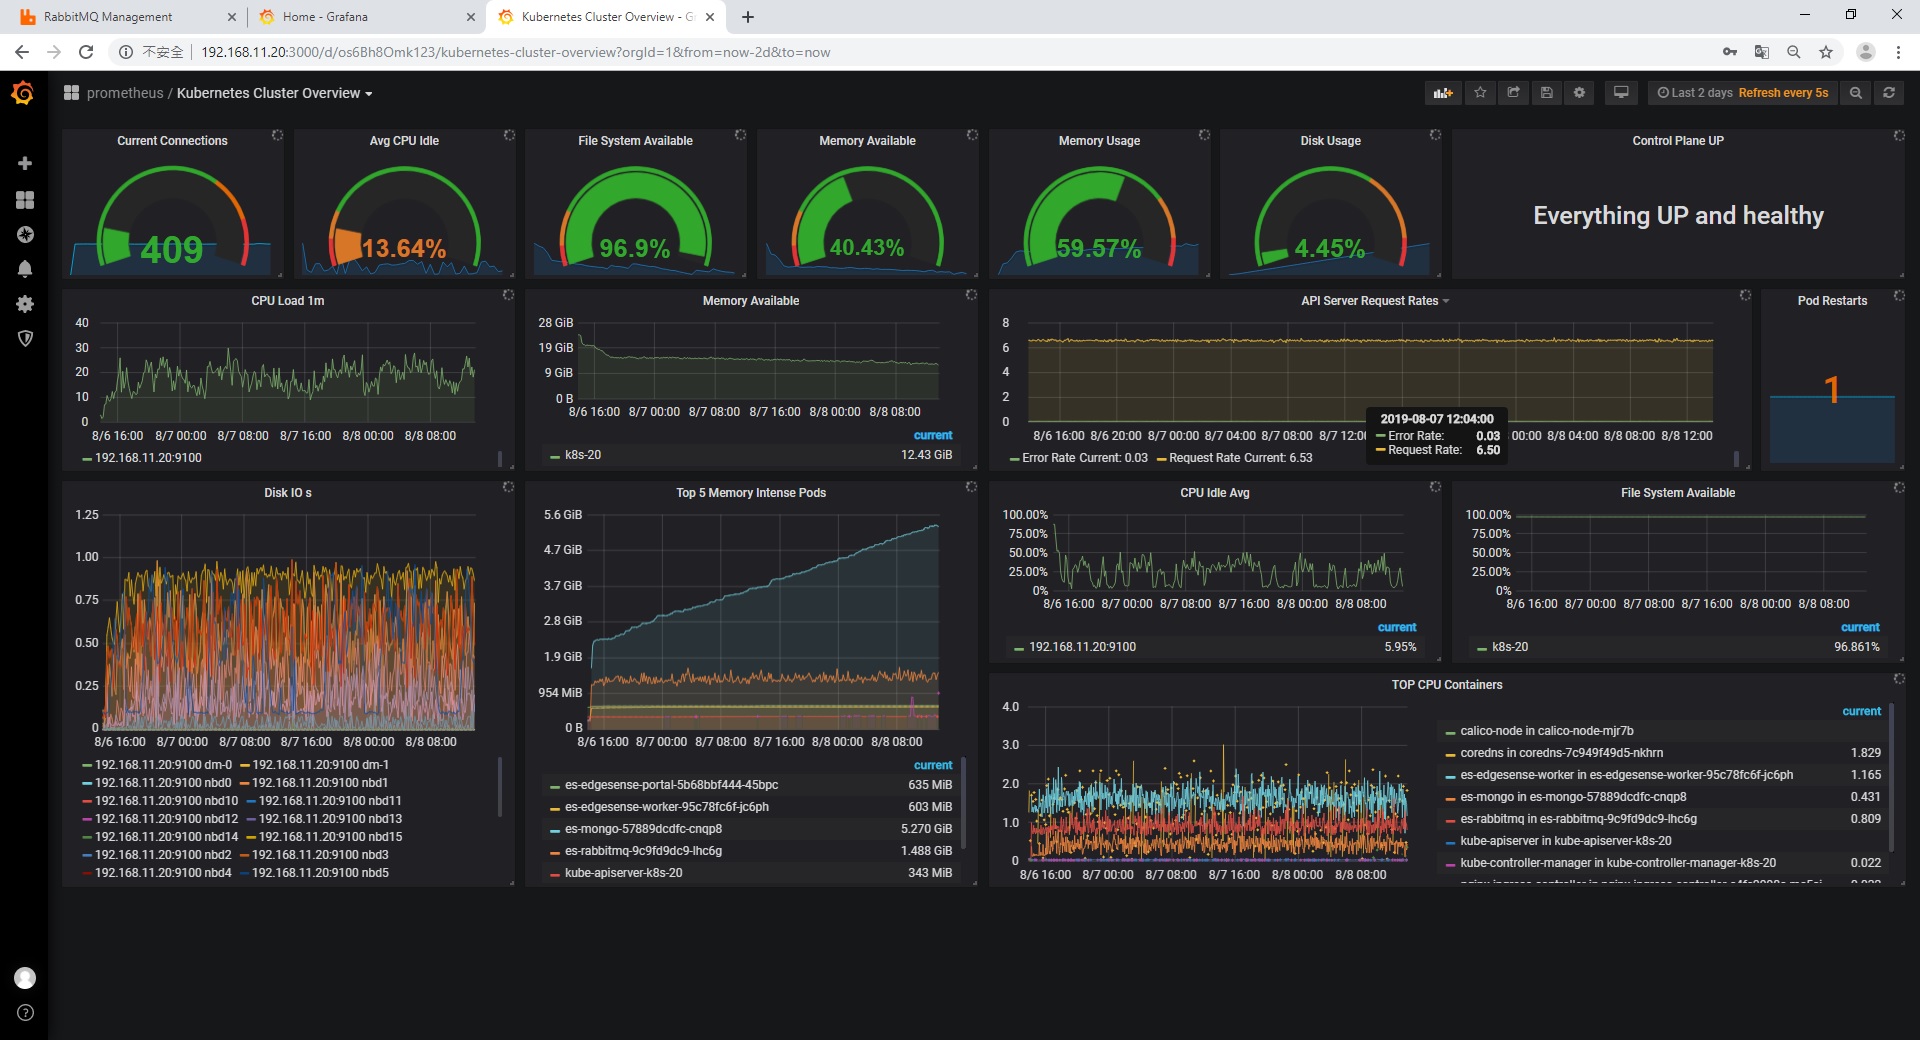 RabbitMQ Management
Home - Grafana
Kubernetes Cluster Overview - G
不安全
192.168.11.20:3000/d/os6Bh8Omk123/kubernetes-cluster-overview?orgId=1&from=now-2d&to=now
prometheus / Kubernetes Cluster Overview
Last 2 days Refresh every 5s
Current Connections
409
Avg CPU Idle
13.64%
File System Available
96.9%
Memory Available
40.43%
Memory Usage
59.57%
Disk Usage
4.45%
Control Plane UP
Everything UP and healthy
CPU Load 1m
40
30
20
10
0
8/6 16:00 8/7 00:00 8/7 08:00 8/7 16:00 8/8 00:00 8/8 08:00
192.168.11.20:9100
Memory Available
28 GiB
19 GiB
9 GiB
0 B
8/6 16:00 8/7 00:00 8/7 08:00 8/7 16:00 8/8 00:00 8/8 08:00
current
k8s-20 12.43 GiB
API Server Request Rates
8
6
4
2
0
8/6 16:00 8/6 20:00 8/7 00:00 8/7 04:00 8/7 08:00 8/7 12:00 00:00 8/8 04:00 8/8 08:00 8/8 12:00
2019-08-07 12:04:00
Error Rate: 0.03
Request Rate: 6.50
Error Rate Current: 0.03 Request Rate Current: 6.53
Pod Restarts
1
Disk IO s
1.25
1.00
0.75
0.50
0.25
0
8/6 16:00 8/7 00:00 8/7 08:00 8/7 16:00 8/8 00:00 8/8 08:00
192.168.11.20:9100 dm-0 192.168.11.20:9100 dm-1
192.168.11.20:9100 nbd0 192.168.11.20:9100 nbd1
192.168.11.20:9100 nbd10 192.168.11.20:9100 nbd11
192.168.11.20:9100 nbd12 192.168.11.20:9100 nbd13
192.168.11.20:9100 nbd14 192.168.11.20:9100 nbd15
192.168.11.20:9100 nbd2 192.168.11.20:9100 nbd3
192.168.11.20:9100 nbd4 192.168.11.20:9100 nbd5
Top 5 Memory Intense Pods
5.6 GiB
4.7 GiB
3.7 GiB
2.8 GiB
1.9 GiB
954 MiB
0 B
8/6 16:00 8/7 00:00 8/7 08:00 8/7 16:00 8/8 00:00 8/8 08:00
current
es-edgesense-portal-5b68bbf444-45bpc 635 MiB
es-edgesense-worker-95c78fc6f-jc6ph 603 MiB
es-mongo-57889dcdfc-cnqp8 5.270 GiB
es-rabbitmq-9c9fd9dc9-lhc6g 1.488 GiB
kube-apiserver-k8s-20 343 MiB
CPU Idle Avg
100.00%
75.00%
50.00%
25.00%
0%
8/6 16:00 8/7 00:00 8/7 08:00 8/7 16:00 8/8 00:00 8/8 08:00
current
192.168.11.20:9100 5.95%
File System Available
100.00%
75.00%
50.00%
25.00%
0%
8/6 16:00 8/7 00:00 8/7 08:00 8/7 16:00 8/8 00:00 8/8 08:00
current
k8s-20 96.861%
TOP CPU Containers
4.0
3.0
2.0
1.0
0
8/6 16:00 8/7 00:00 8/7 08:00 8/7 16:00 8/8 00:00 8/8 08:00
current
calico-node in calico-node-mjr7b
coredns in coredns-7c949f49d5-nkhrn 1.829
es-edgesense-worker in es-edgesense-worker-95c78fc6f-jc6ph 1.165
es-mongo in es-mongo-57889dcdfc-cnqp8 0.431
es-rabbitmq in es-rabbitmq-9c9fd9dc9-lhc6g 0.809
kube-apiserver in kube-apiserver-k8s-20
kube-controller-manager in kube-controller-manager-k8s-20 0.022